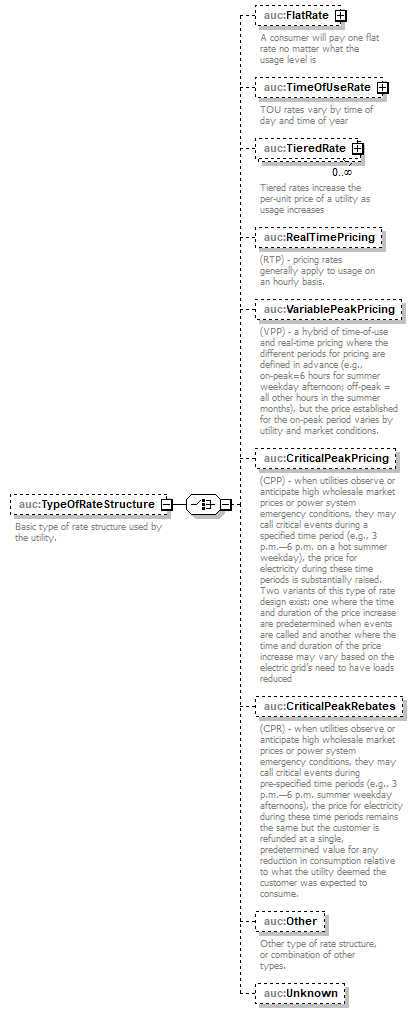 auc:FlatRate
A consumer will pay one flat
rate no matter what the
usage level is
auc:TimeOfUseRate
TOU rates vary by time of
day and time of year
auc:TieredRate
0..∞
Tiered rates increase the
per-unit price of a utility as
usage increases
auc:RealTimePricing
(RTP) - pricing rates
generally apply to usage on
an hourly basis.
auc:VariablePeakPricing
(VPP) - a hybrid of time-of-use
and real-time pricing where the
different periods for pricing are
defined in advance (e.g.,
on-peak=6 hours for summer
weekday afternoon; off-peak =
all other hours in the summer
months), but the price established
for the on-peak period varies by
utility and market conditions.
auc:CriticalPeakPricing
(CPP) - when utilities observe or
anticipate high wholesale market
prices or power system
emergency conditions, they may
call critical events during a
specified time period (e.g., 3
p.m.—6 p.m. on a hot summer
weekday), the price for
electricity during these time
periods is substantially raised.
Two variants of this type of rate
design exist: one where the time
and duration of the price increase
are predetermined when events
are called and another where the
time and duration of the price
increase may vary based on the
electric grid's need to have loads
reduced
auc:TypeOfRateStructure
Basic type of rate structure used by
the utility.
auc:CriticalPeakRebates
(CPR) - when utilities observe or
anticipate high wholesale market
prices or power system
emergency conditions, they may
call critical events during
pre-specified time periods (e.g., 3
p.m.—6 p.m. summer weekday
afternoons), the price for electricity
during these time periods remains
the same but the customer is
refunded at a single,
predetermined value for any
reduction in consumption relative
to what the utility deemed the
customer was expected to
consume.
auc:Other
Other type of rate structure,
or combination of other
types.
auc:Unknown